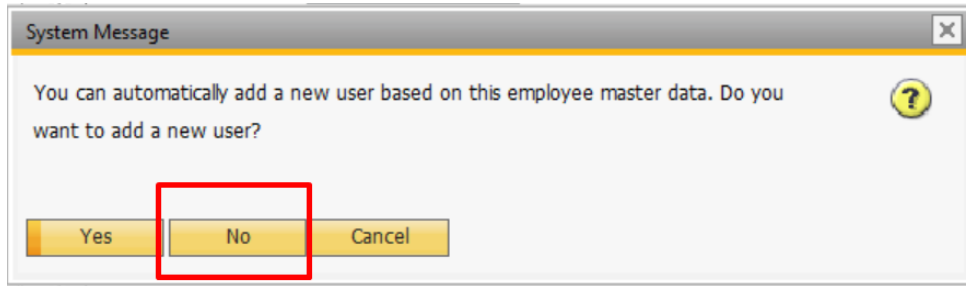 System Message
You can automatically add a new user based on this employee master data. Do you
want to add a new user?
?
Yes No Cancel